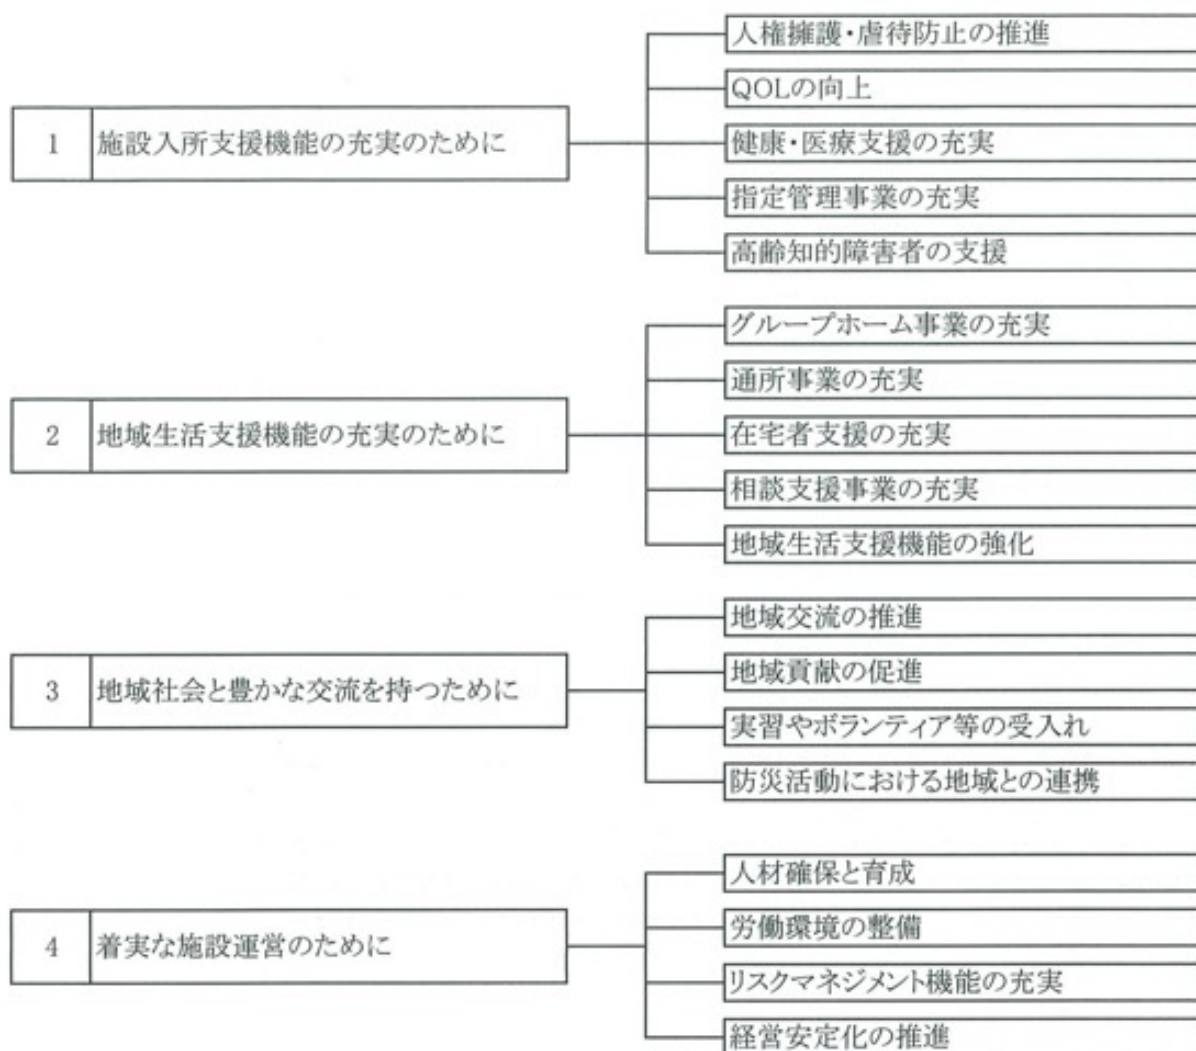 1 施設入所支援機能の充実のために
人権擁護・虐待防止の推進
QOLの向上
健康・医療支援の充実
指定管理事業の充実
高齢知的障害者の支援
2 地域生活支援機能の充実のために
グループホーム事業の充実
通所事業の充実
在宅者支援の充実
相談支援事業の充実
地域生活支援機能の強化
3 地域社会と豊かな交流を持つために
地域交流の推進
地域貢献の促進
実習やボランティア等の受入れ
防災活動における地域との連携
4 着実な施設運営のために
人材確保と育成
労働環境の整備
リスクマネジメント機能の充実
経営安定化の推進